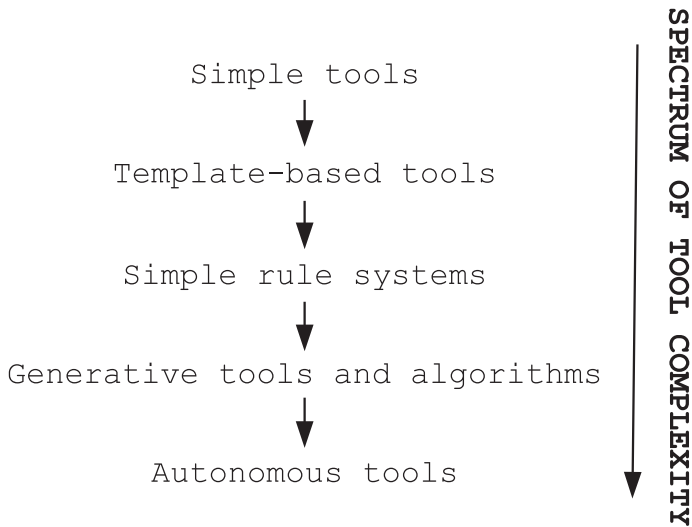 Simple tools
Template-based tools
Simple rule systems
Generative tools and algorithms
Autonomous tools
SPECTRUM OF TOOL COMPLEXITY